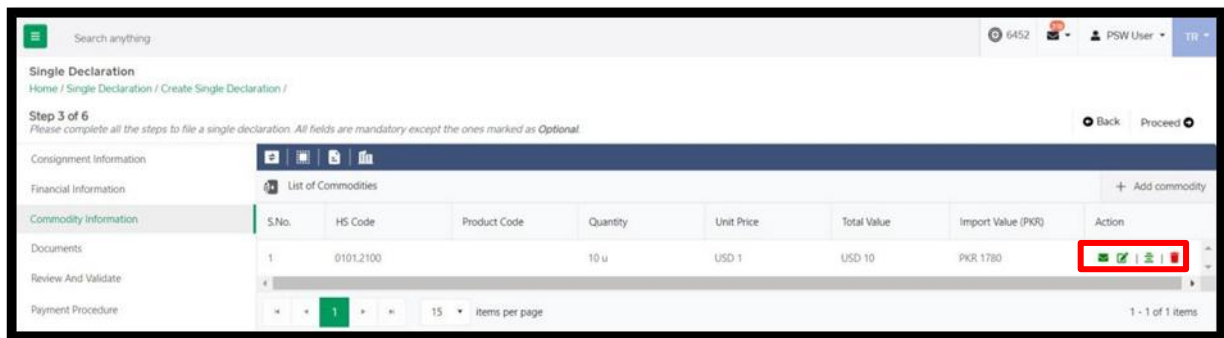 Search anything
6452
PSW User
TR
Single Declaration
Home / Single Declaration / Create Single Declaration /
Step 3 of 6
Please complete all the steps to file a single declaration. All fields are mandatory except the ones marked as Optional.
Back Proceed
Consignment Information
Financial Information
Commodity Information
Documents
Review And Validate
Payment Procedure
List of Commodities
+ Add commodity
S.No. HS Code Product Code Quantity Unit Price Total Value Import Value (PKR) Action
1 0101.2100 10 u USD 1 USD 10 PKR 1780
1 15 items per page 1 - 1 of 1 items